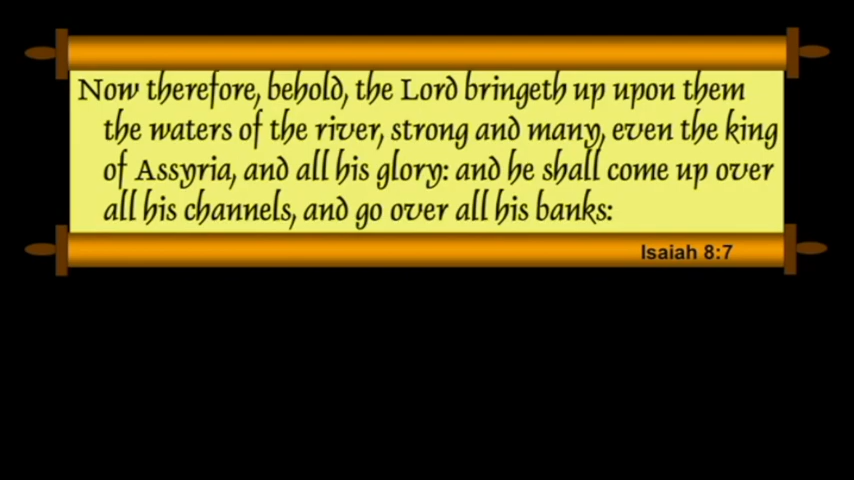 Now therefore, behold, the Lord bringeth up upon them
the waters of the river, strong and many, even the king
of Assyria, and all his glory: and he shall come up over
all his channels, and go over all his banks:
Isaiah 8:7